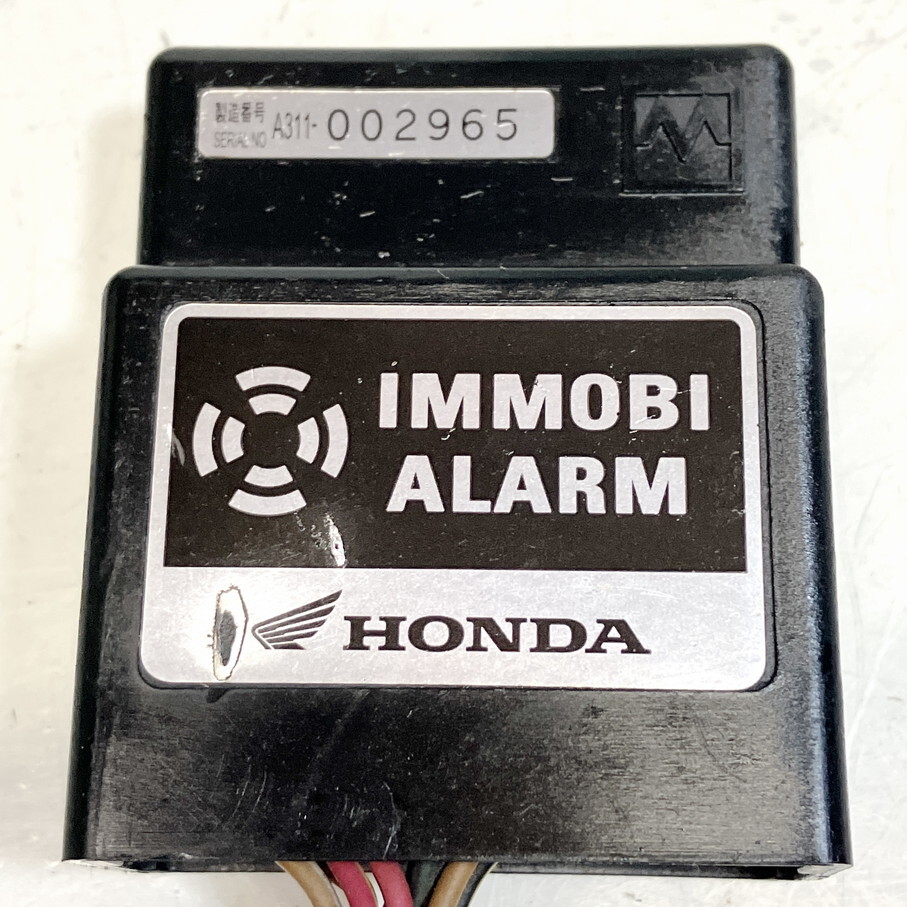 製造番号
SERIAL NO A311-002965
IMMOBI
ALARM
HONDA